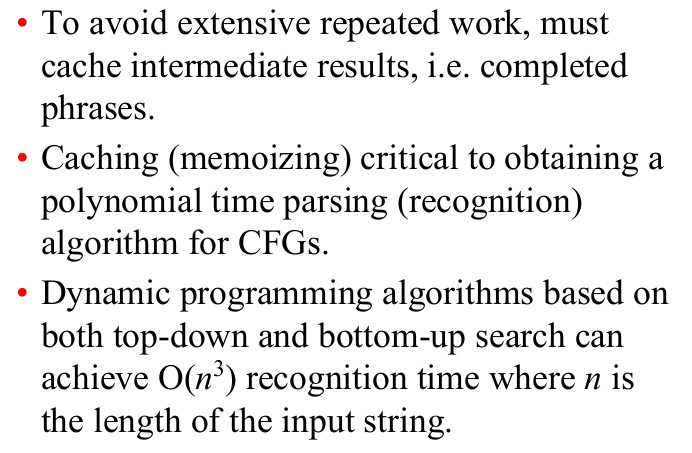 • To avoid extensive repeated work, must
cache intermediate results, i.e. completed
phrases.
• Caching (memoizing) critical to obtaining a
polynomial time parsing (recognition)
algorithm for CFGs.
• Dynamic programming algorithms based on
both top-down and bottom-up search can
achieve O(n³) recognition time where n is
the length of the input string.